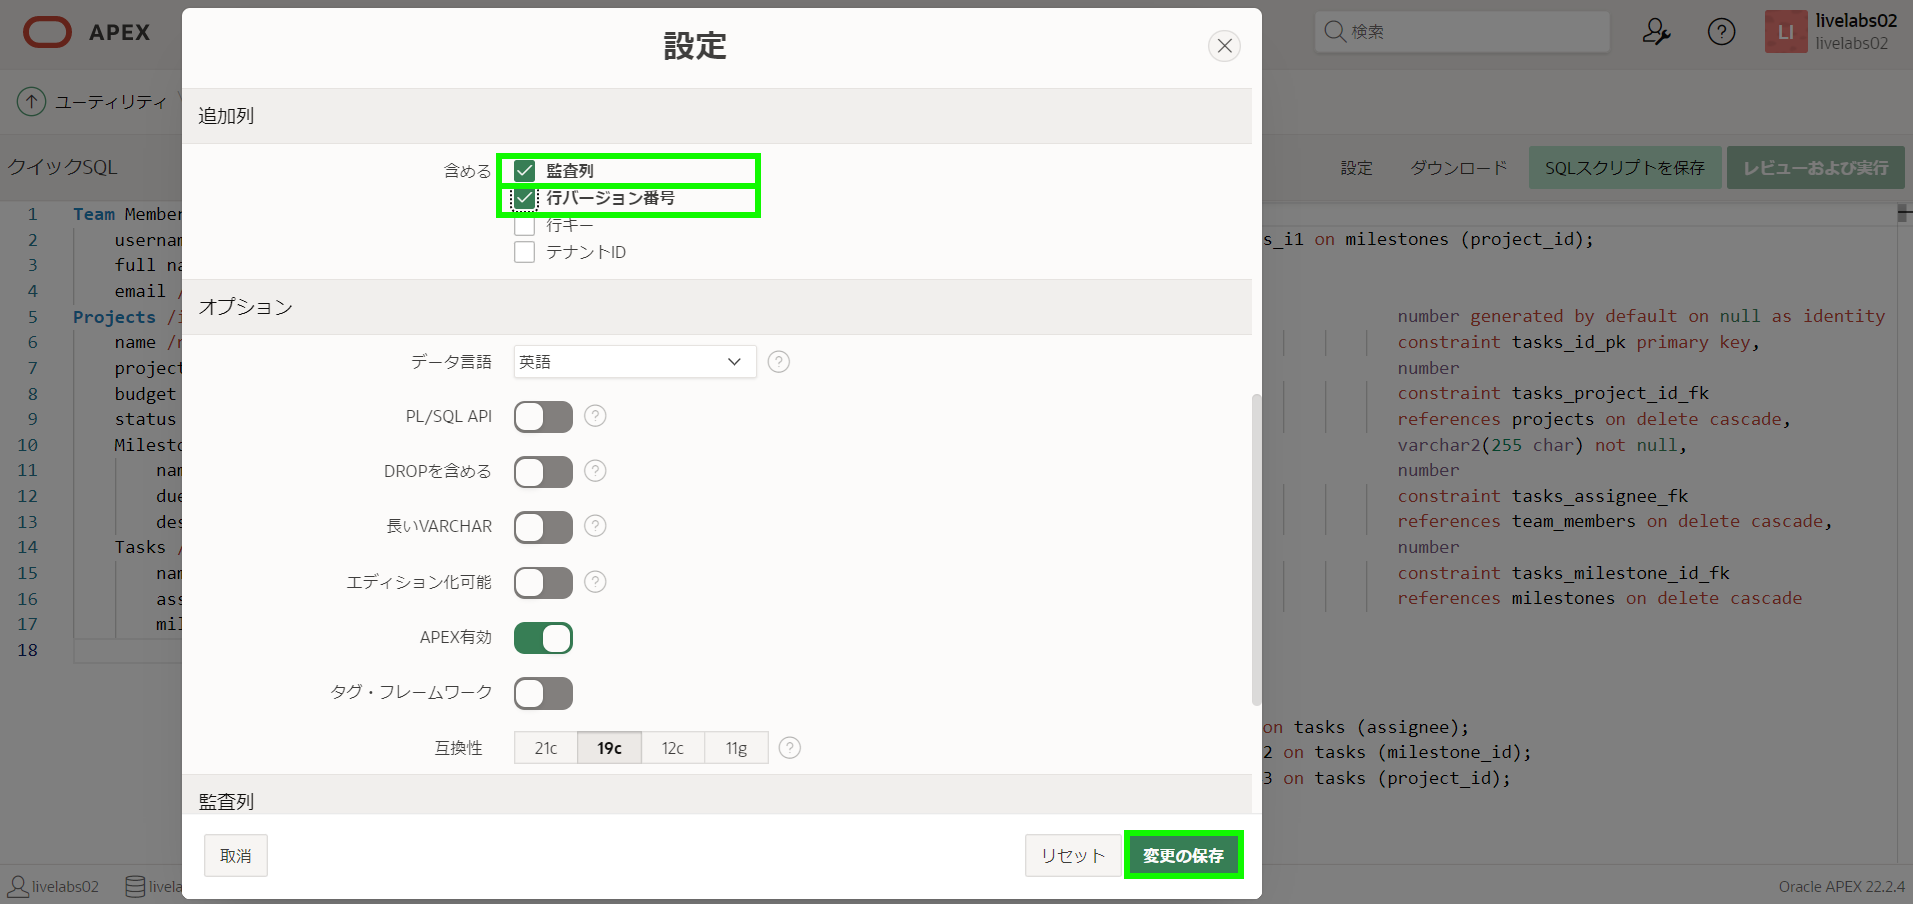 APEX
検索
livelabs02
LI
livelabs02
ユーティリティ
クイックSQL
設定
ダウンロード
SQLスクリプトを保存
レビューおよび実行
設定
追加列
含める
監査列
行バージョン番号
行キー
テナントID
オプション
データ言語
英語
PL/SQL API
DROPを含める
長いVARCHAR
エディション化可能
APEX有効
タグ・フレームワーク
互換性
21c
19c
12c
11g
監査列
取消
リセット
変更の保存
1 Team Member
2 usernam
3 full na
4 email /
5 Projects /i
6 name /n
7 project
8 budget
9 status
10 Milesto
11 nam
12 due
13 des
14 Tasks /
15 nam
16 ass
17 mil
18
s_i1 on milestones (project_id);
number generated by default on null as identity
constraint tasks_id_pk primary key,
number
constraint tasks_project_id_fk
references projects on delete cascade,
varchar2(255 char) not null,
number
constraint tasks_assignee_fk
references team_members on delete cascade,
number
constraint tasks_milestone_id_fk
references milestones on delete cascade
on tasks (assignee);
2 on tasks (milestone_id);
3 on tasks (project_id);
livelabs02
livela
Oracle APEX 22.2.4